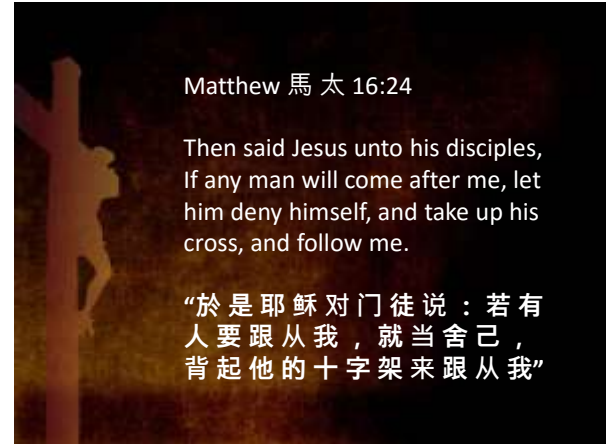 Matthew 馬 太 16:24
Then said Jesus unto his disciples,
If any man will come after me, let
him deny himself, and take up his
cross, and follow me.
“於 是 耶 稣 对 门 徒 说 ：若 有
人 要 跟 从 我 ， 就 当 舍 己 ，
背 起 他 的 十 字 架 来 跟 从 我”